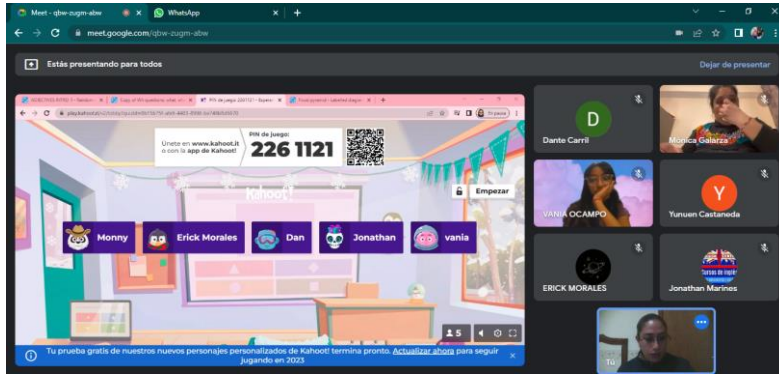 Meet - qbw-zugm-abw
WhatsApp
meet.google.com/qbw-zugm-abw
Estás presentando para todos
Dejar de presentar
Únete en www.kahoot.it
o con la app de Kahoot!
PIN de juego:
226 1121
Kahoot!
Empezar
Monny
Erick Morales
Dan
Jonathan
vania
5
Tu prueba gratis de nuestros nuevos personajes personalizados de Kahoot! termina pronto. Actualizar ahora para seguir
jugando en 2023
D
Dante Carril
Monica Galarza
VANIA OCAMPO
Y
Yunuen Castaneda
ERICK MORALES
Jonathan Marines
Tú